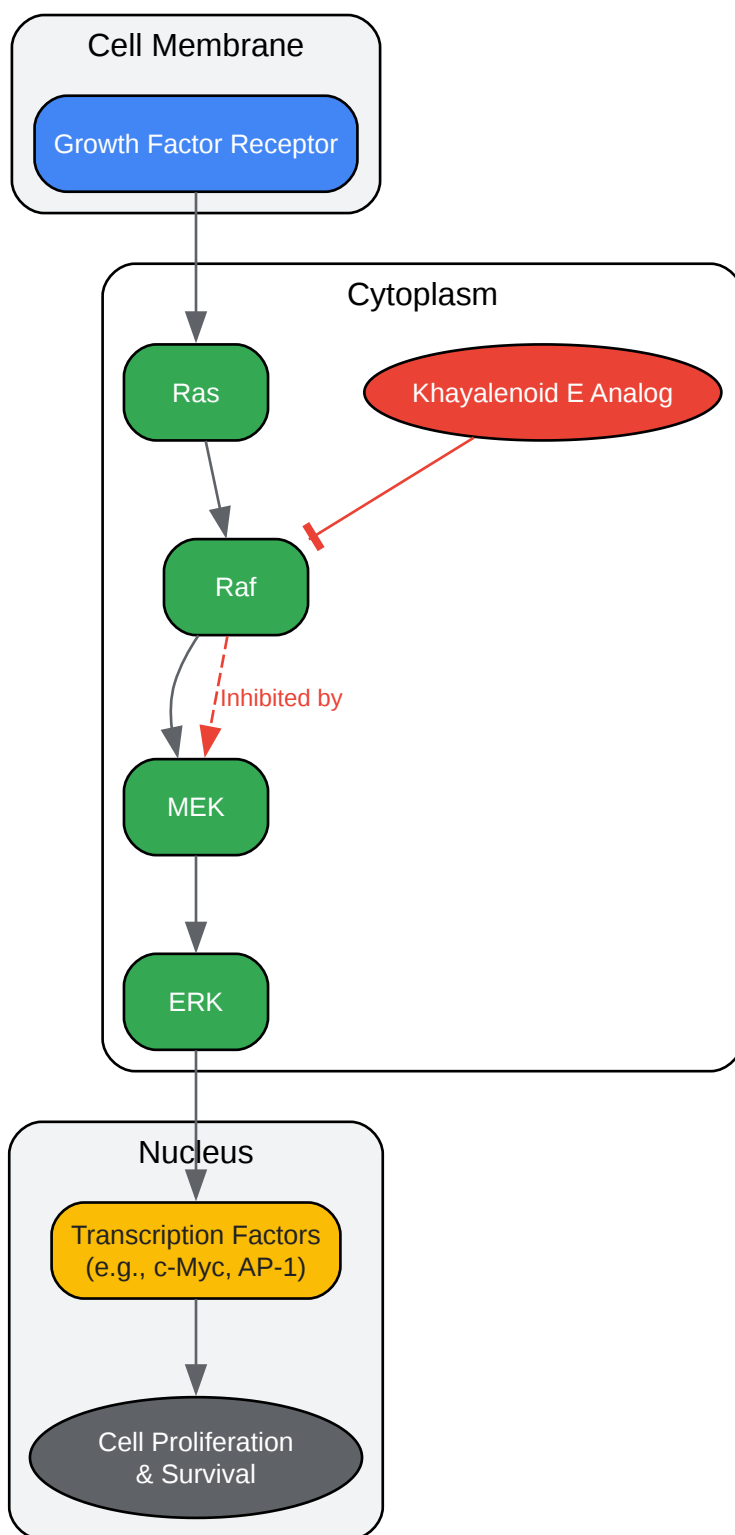 Cell Membrane
Growth Factor Receptor
Cytoplasm
Ras
Khayalenoid E Analog
Raf
Inhibited by
MEK
ERK
Nucleus
Transcription Factors
(e.g., c-Myc, AP-1)
Cell Proliferation
& Survival